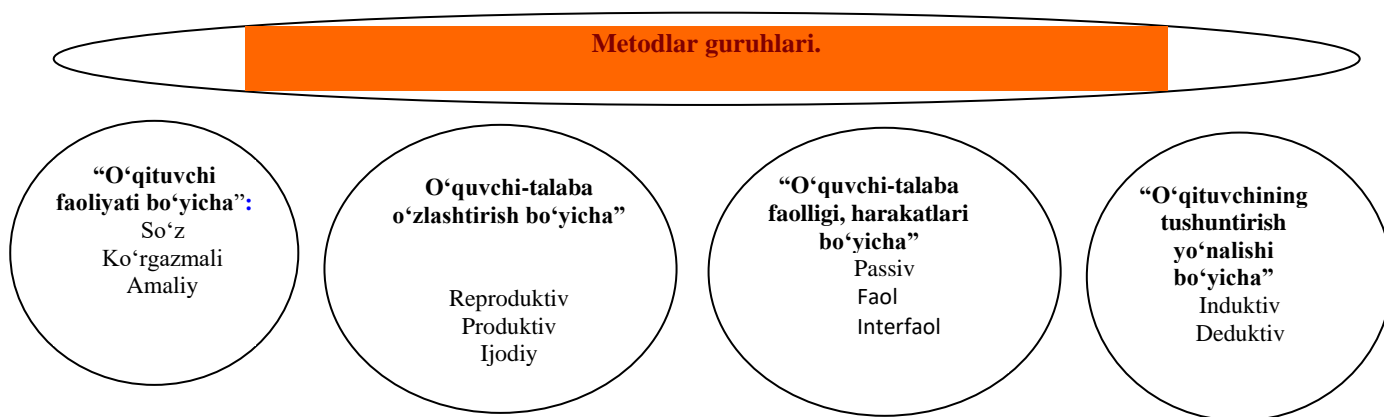 Metodlar guruhlari.
“O‘qituvchi
faoliyati bo‘yicha”:
So‘z
Ko‘rgazmali
Amaliy
O‘quvchi-talaba
o‘zlashtirish bo‘yicha”
Reproduktiv
Produktiv
Ijodiy
“O‘quvchi-talaba
faolligi, harakatlari
bo‘yicha”
Passiv
Faol
Interfaol
“O‘qituvchining
tushuntirish
yo‘nalishi
bo‘yicha”
Induktiv
Deduktiv